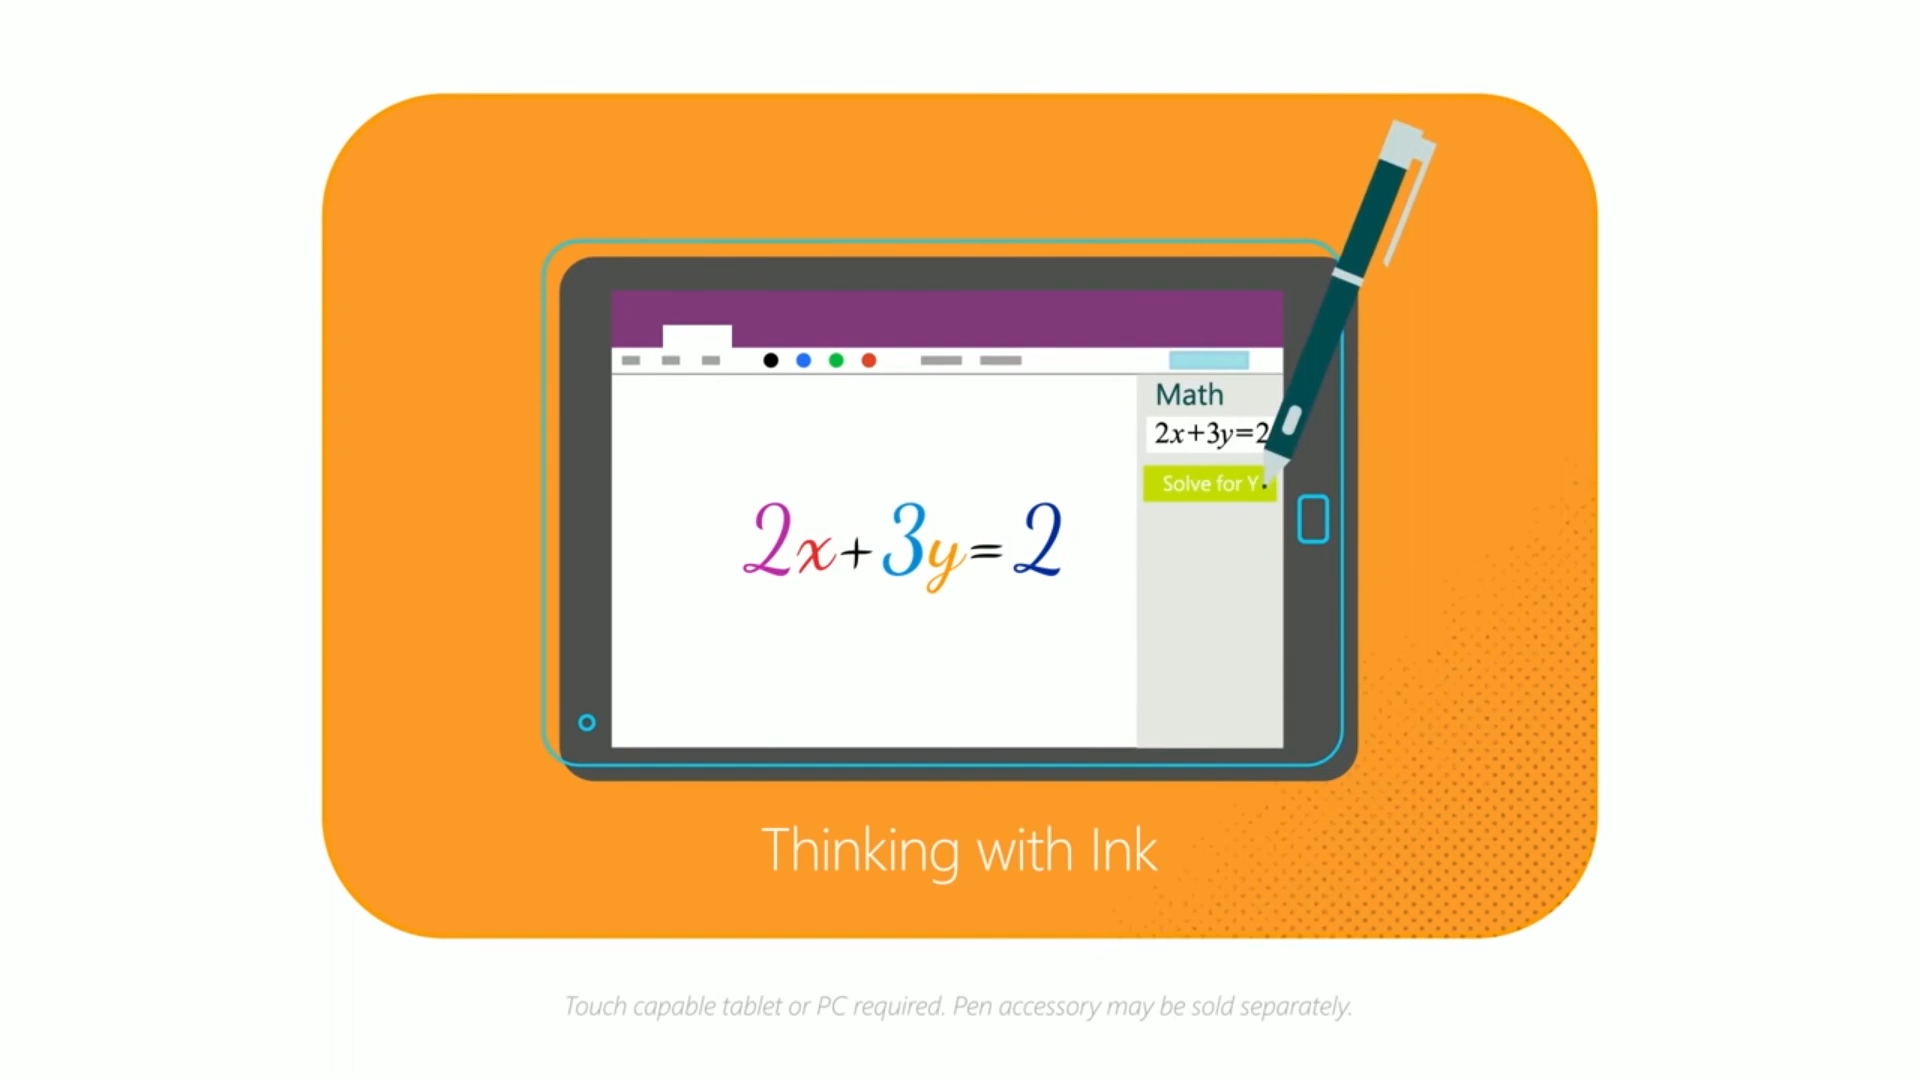 Math
2x+3y=2
Solve for Y
2x+3y=2
Thinking with Ink
Touch capable tablet or PC required. Pen accessory may be sold separately.